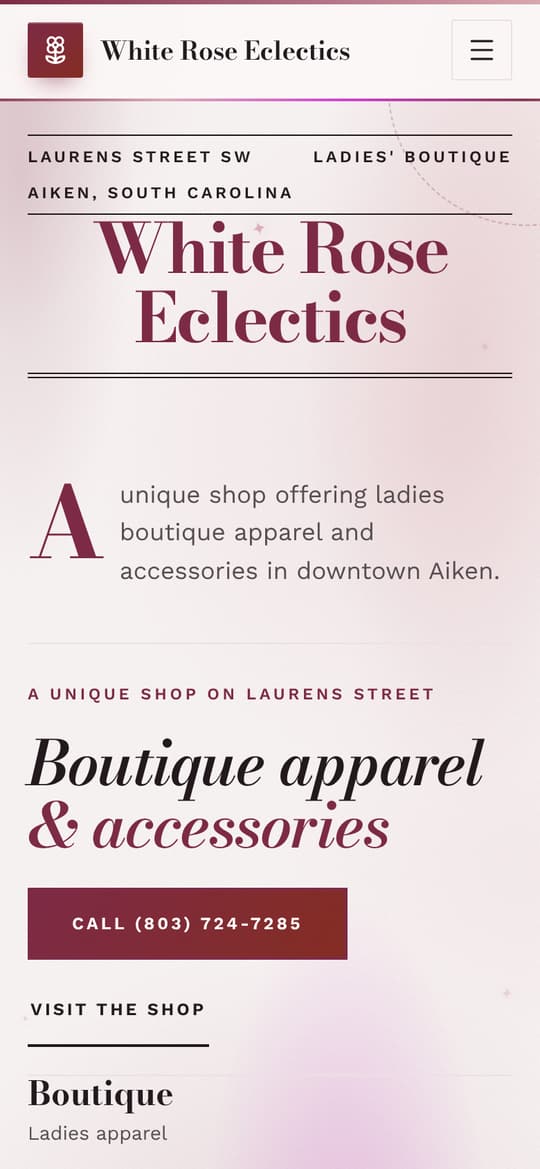 White Rose Eclectics
LAURENS STREET SW
LADIES' BOUTIQUE
AIKEN, SOUTH CAROLINA
White Rose
Eclectics
A unique shop offering ladies
boutique apparel and
accessories in downtown Aiken.
A UNIQUE SHOP ON LAURENS STREET
Boutique apparel
& accessories
CALL (803) 724-7285
VISIT THE SHOP
Boutique
Ladies apparel